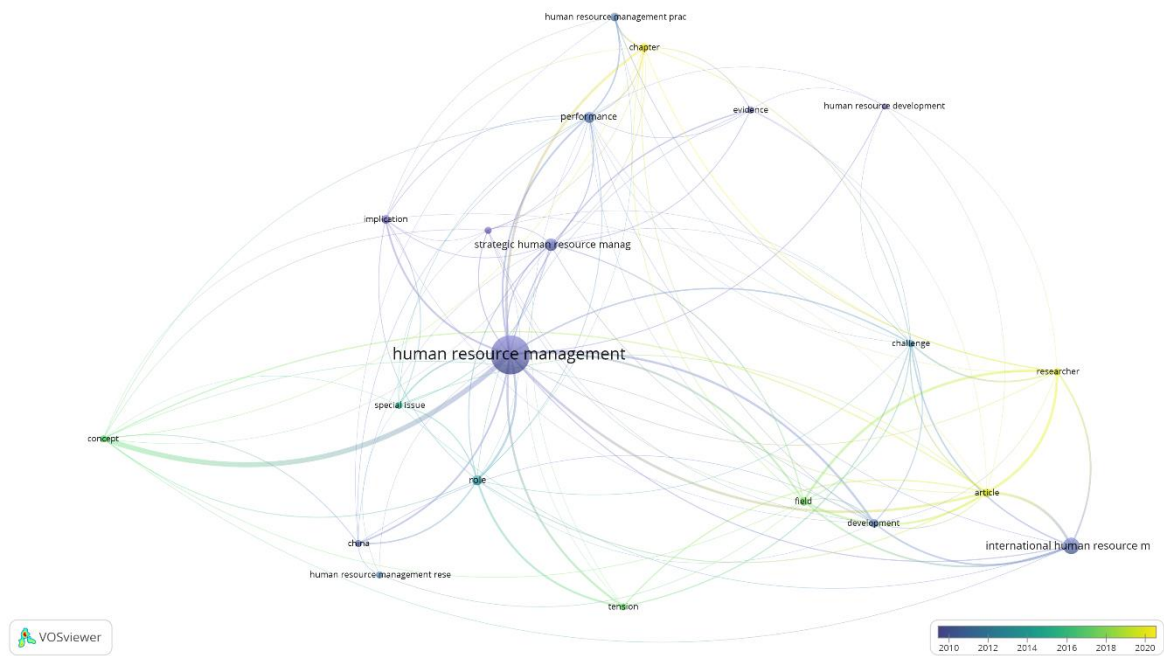 human resource management prac
chapter
evidence
human resource development
performance
implication
strategic human resource manag
challenge
human resource management
researcher
special issue
concept
role
article
field
development
china
international human resource m
human resource management rese
tension
VOSviewer
2010 2012 2014 2016 2018 2020